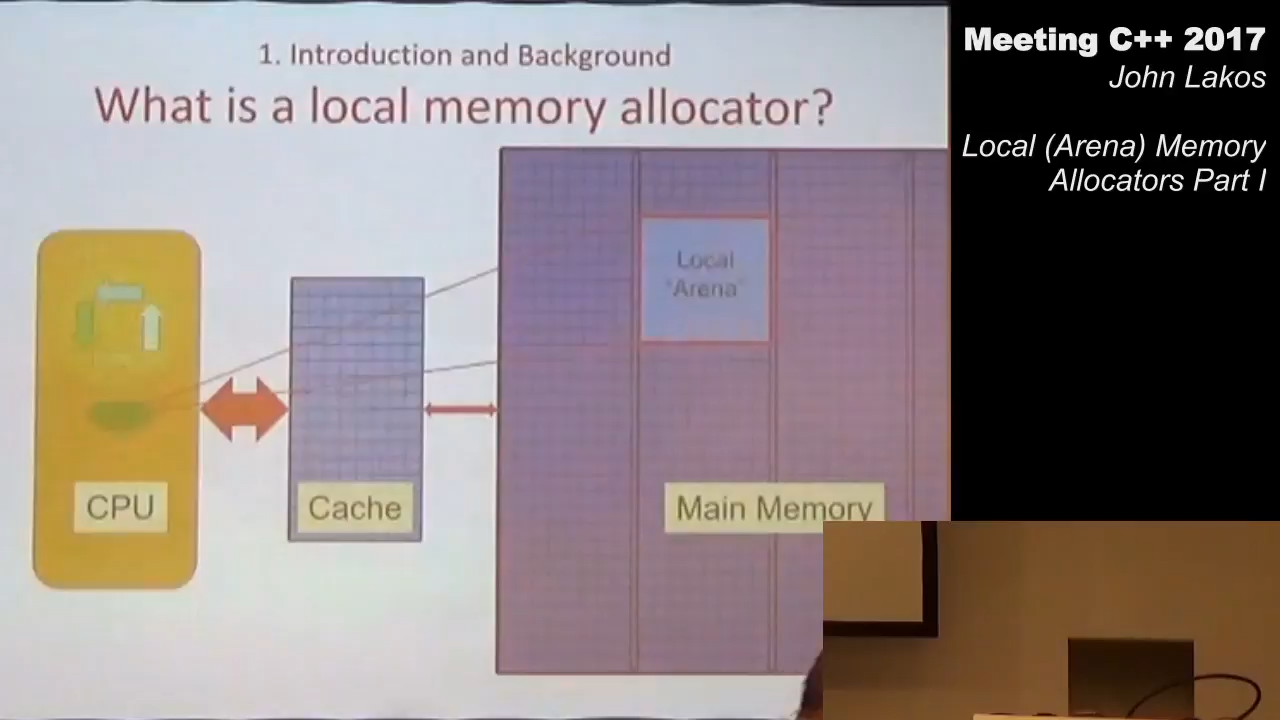 1. Introduction and Background
What is a local memory allocator?
Local
"Arena"
CPU
Cache
Main Memory
Meeting C++ 2017
John Lakos
Local (Arena) Memory
Allocators Part I